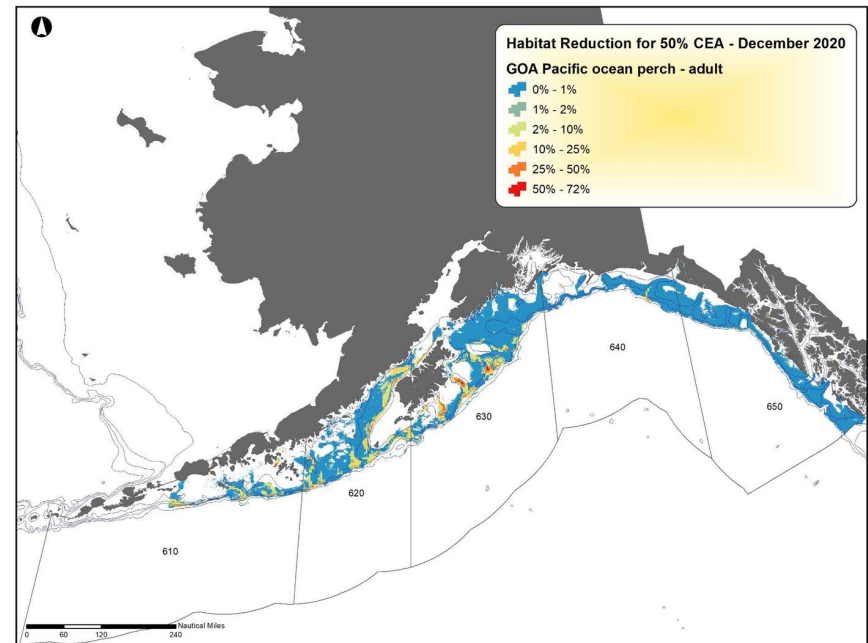 Habitat Reduction for 50% CEA - December 2020
GOA Pacific ocean perch - adult
0% - 1%
1% - 2%
2% - 10%
10% - 25%
25% - 50%
50% - 72%
640
630
650
620
610
Nautical Miles
0 60 120 240